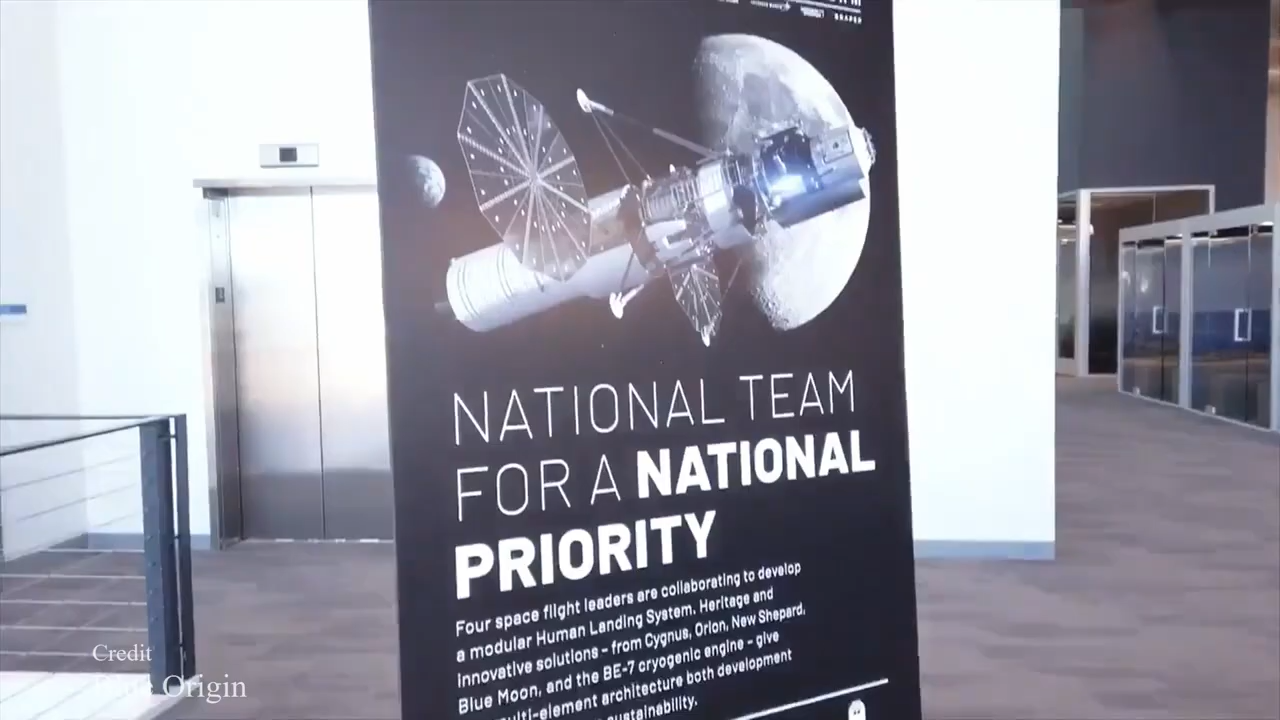 DRAPER
NATIONAL TEAM
FOR A NATIONAL
PRIORITY
Four space flight leaders are collaborating to develop
a modular Human Landing System. Heritage and
innovative solutions – from Cygnus, Orion, New Shepard,
Blue Moon, and the BE-7 cryogenic engine – give
multi-element architecture both development
sustainability.
Credit
Blue Origin